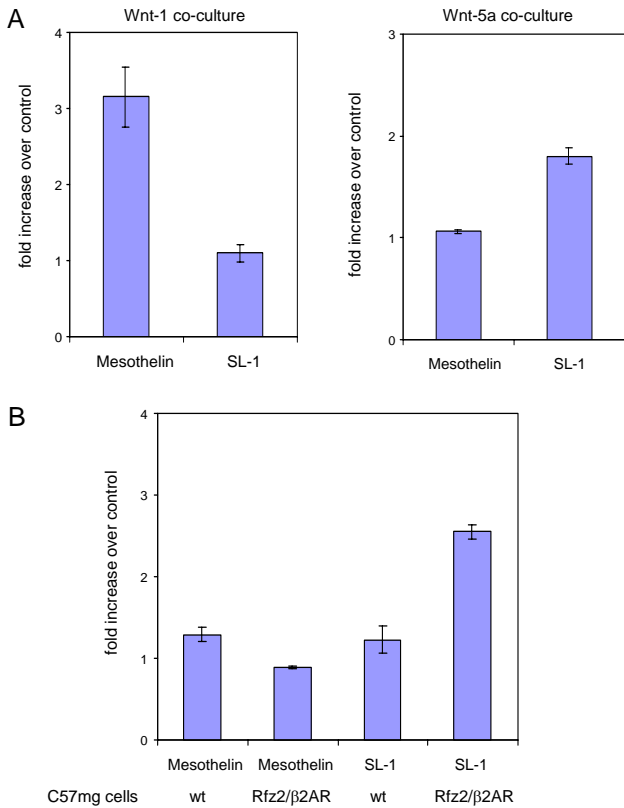 A
Wnt-1 co-culture
Wnt-5a co-culture
fold increase over control
4
3
2
1
0
Mesothelin SL-1
fold increase over control
3
2
1
0
Mesothelin SL-1
B
fold increase over control
4
3
2
1
0
Mesothelin Mesothelin SL-1 SL-1
C57mg cells wt Rfz2/β2AR wt Rfz2/β2AR